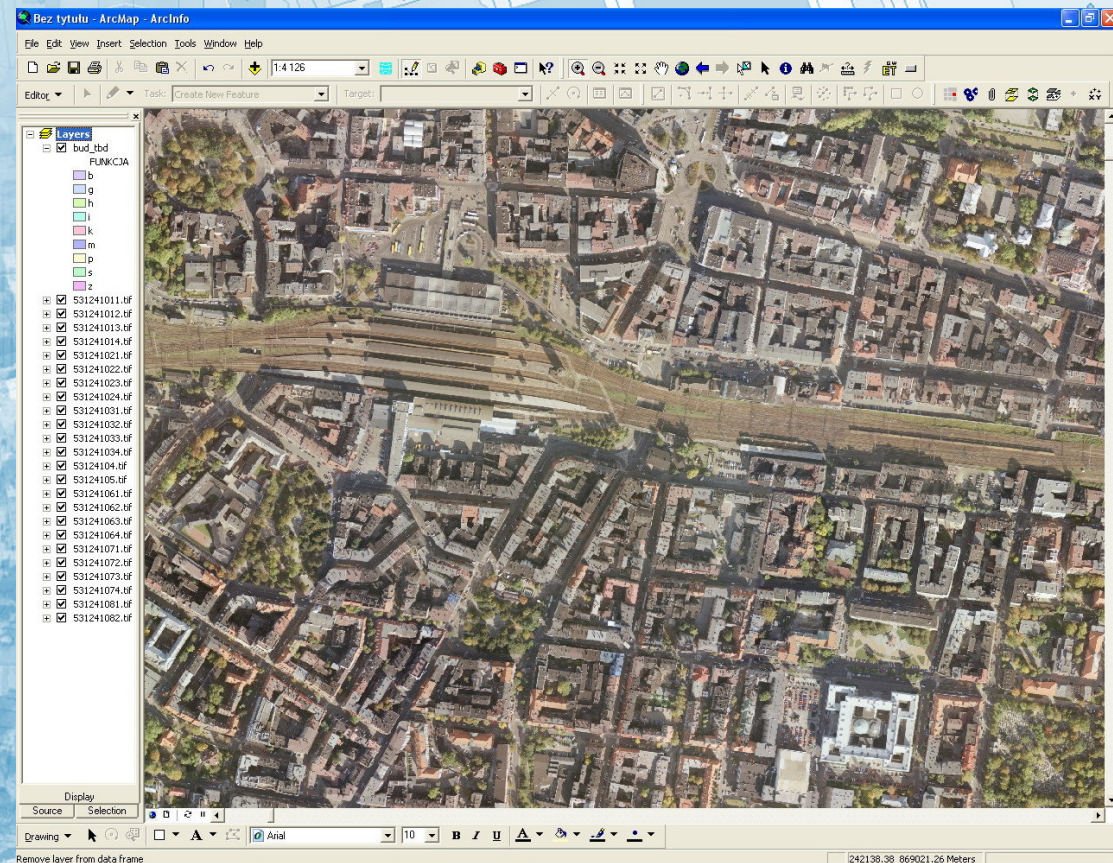 Bez tytułu - ArcMap - ArcInfo
File Edit View Insert Selection Tools Window Help
1:4 126
Editor Task: Create New Feature Target:
Layers
bud_tbd
FUNKCJA
b
g
h
i
k
m
p
s
z
531241011.tif
531241012.tif
531241013.tif
531241014.tif
531241021.tif
531241022.tif
531241023.tif
531241024.tif
531241031.tif
531241032.tif
531241033.tif
531241034.tif
53124104.tif
53124105.tif
531241061.tif
531241062.tif
531241063.tif
531241064.tif
531241071.tif
531241072.tif
531241073.tif
531241074.tif
531241081.tif
531241082.tif
Display
Source Selection
Drawing A Arial 10 B I U A
Remove layer from data frame 242138.38 869021.26 Meters